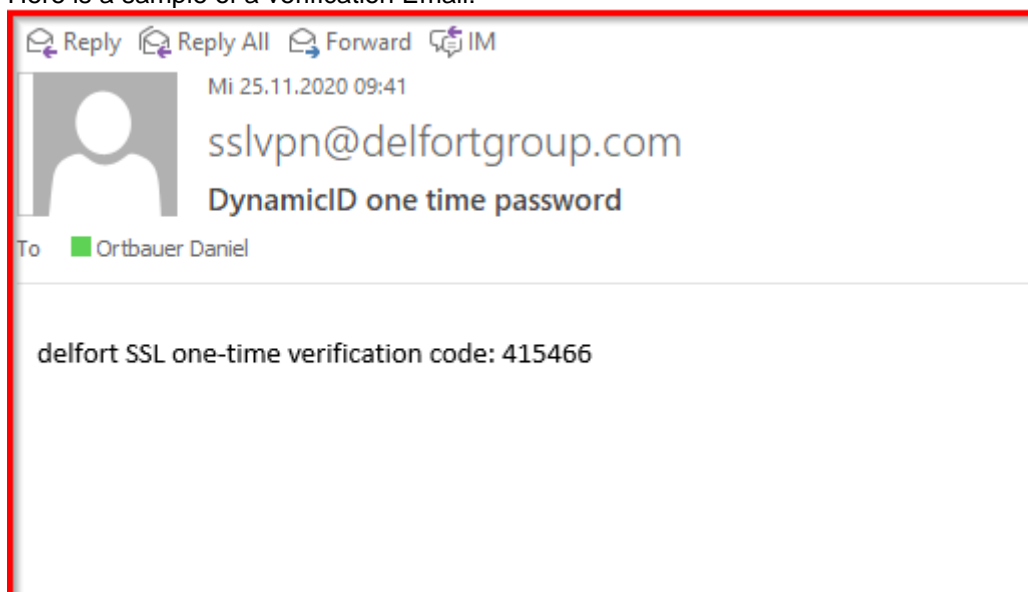 Here is a sample of a verification Email:
Reply Reply All Forward IM
Mi 25.11.2020 09:41
sslvpn@delfortgroup.com
DynamicID one time password
To Ortbauer Daniel
delfort SSL one-time verification code: 415466